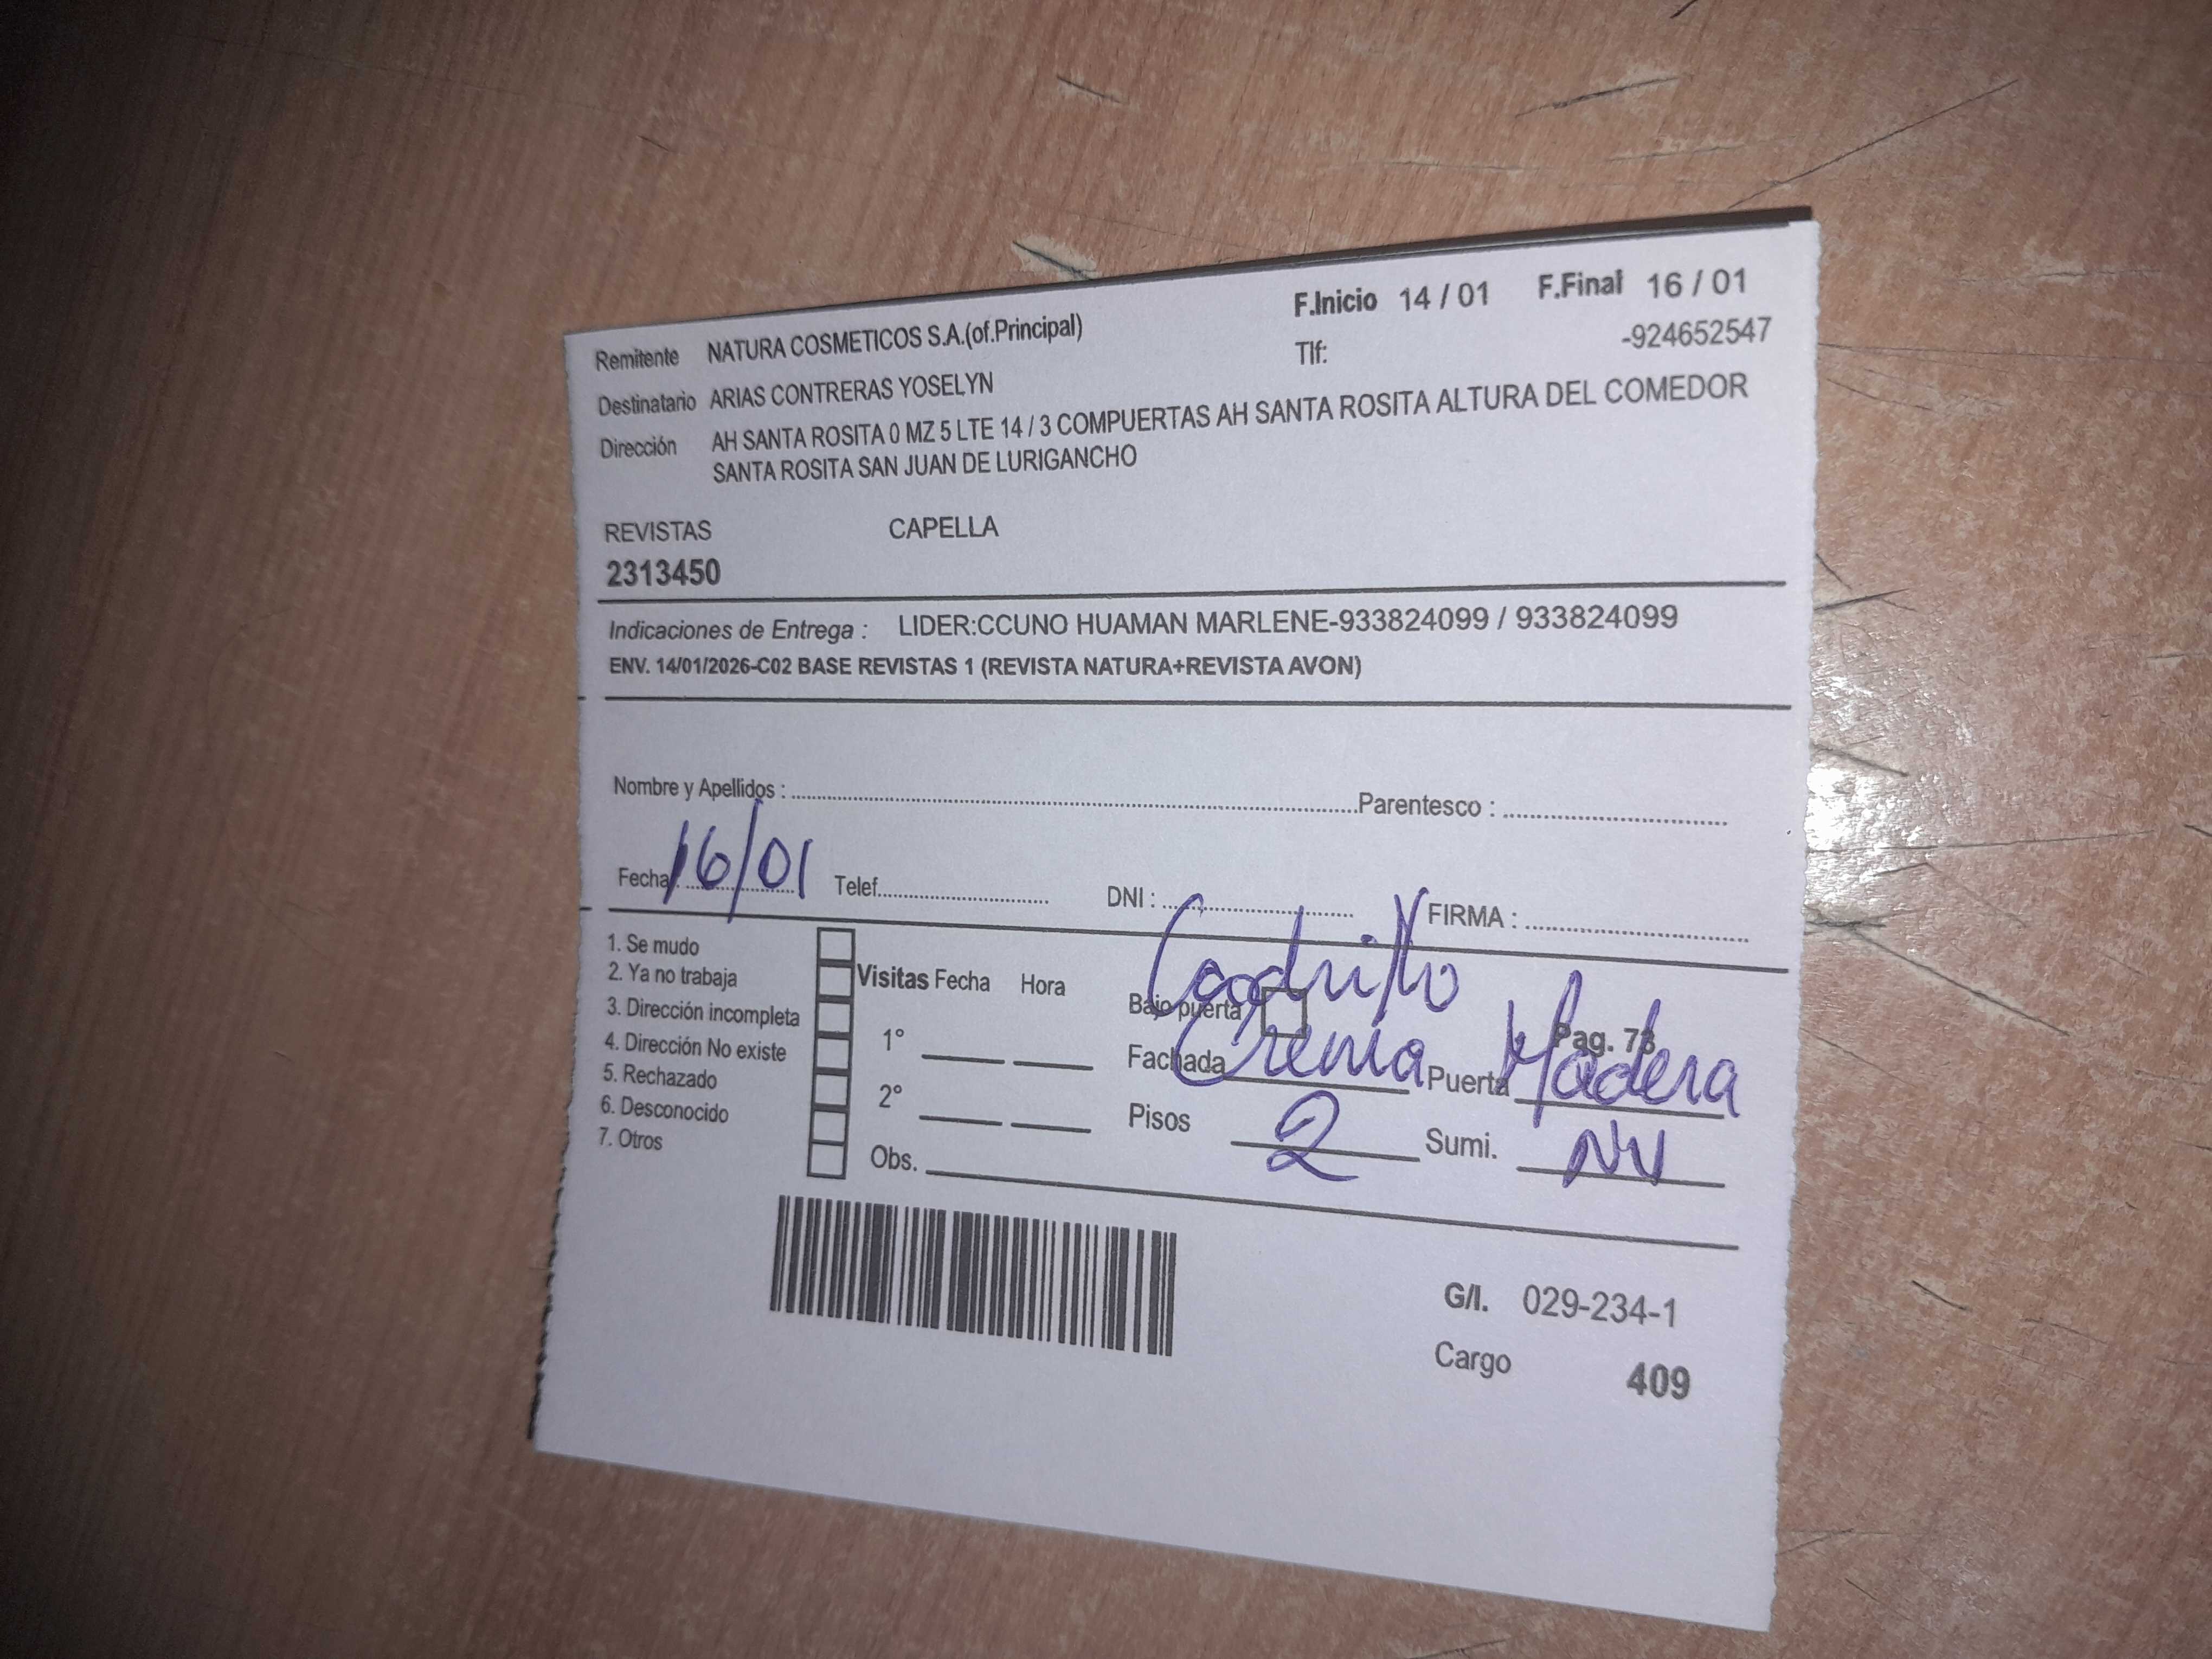 Remitente NATURA COSMETICOS S.A.(of.Principal) F.Inicio 14 / 01 F.Final 16 / 01
Tlf: -924652547
Destinatario ARIAS CONTRERAS YOSELYN
Dirección AH SANTA ROSITA 0 MZ 5 LTE 14 / 3 COMPUERTAS AH SANTA ROSITA ALTURA DEL COMEDOR
SANTA ROSITA SAN JUAN DE LURIGANCHO
REVISTAS CAPELLA
2313450
Indicaciones de Entrega : LIDER:CCUNO HUAMAN MARLENE-933824099 / 933824099
ENV. 14/01/2026-C02 BASE REVISTAS 1 (REVISTA NATURA+REVISTA AVON)
Nombre y Apellidos : Parentesco :
Fecha: 16/01 Telef. DNI : FIRMA :
1. Se mudo
2. Ya no trabaja
3. Dirección incompleta
4. Dirección No existe
5. Rechazado
6. Desconocido
7. Otros
Visitas Fecha Hora
1°
2°
Obs.
Ladrillo
Bajo puerta Pag. 73
Fachada Crema Puerta Madera
Pisos 2 Sumi. NV
G/I. 029-234-1
Cargo 409